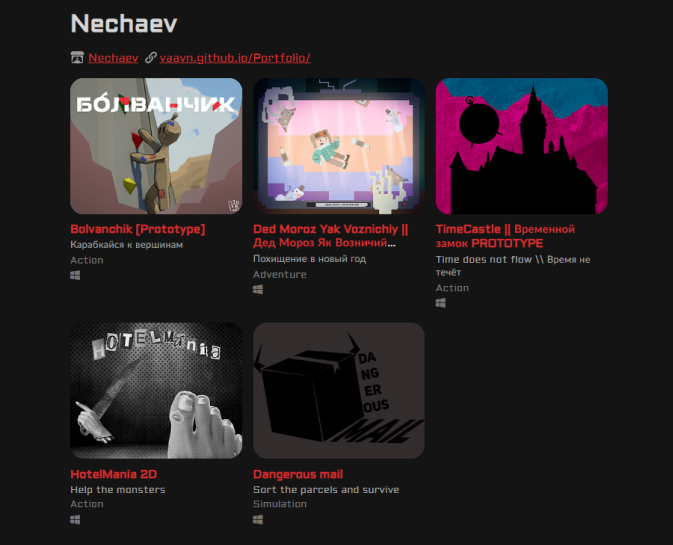 Nechaev
Nechaev vaavn.github.io/Portfolio/
БО́ЛВАНЧИК
Bolvanchik [Prototype]
Карабкайся к вершинам
Action
Ded Moroz Yak Voznichiy ||
Дед Мороз Як Возничий...
Похищение в новый год
Adventure
TimeCastle || Временной
замок PROTOTYPE
Time does not flow \\ Время не
течёт
Action
HOTELMania
HotelMania 2D
Help the monsters
Action
DA
NG
ER
OUS
MAIL
Dangerous mail
Sort the parcels and survive
Simulation